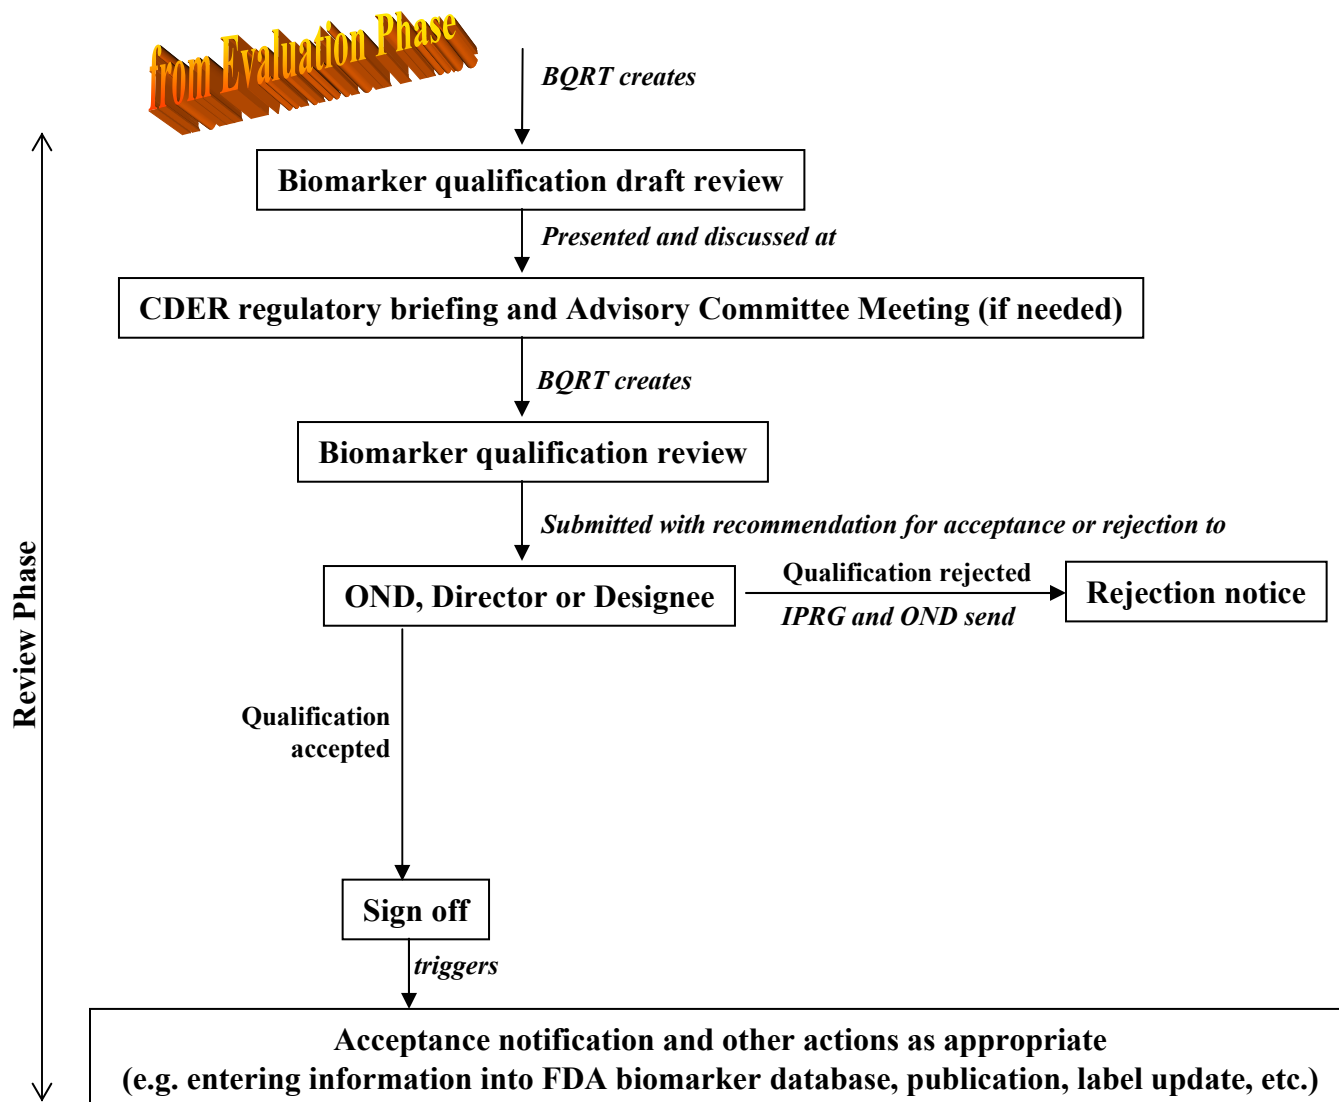 from Evaluation Phase
BQRT creates
Biomarker qualification draft review
Presented and discussed at
CDER regulatory briefing and Advisory Committee Meeting (if needed)
BQRT creates
Biomarker qualification review
Submitted with recommendation for acceptance or rejection to
OND, Director or Designee
Qualification rejected
IPRG and OND send
Rejection notice
Review Phase
Qualification
accepted
Sign off
triggers
Acceptance notification and other actions as appropriate
(e.g. entering information into FDA biomarker database, publication, label update, etc.)